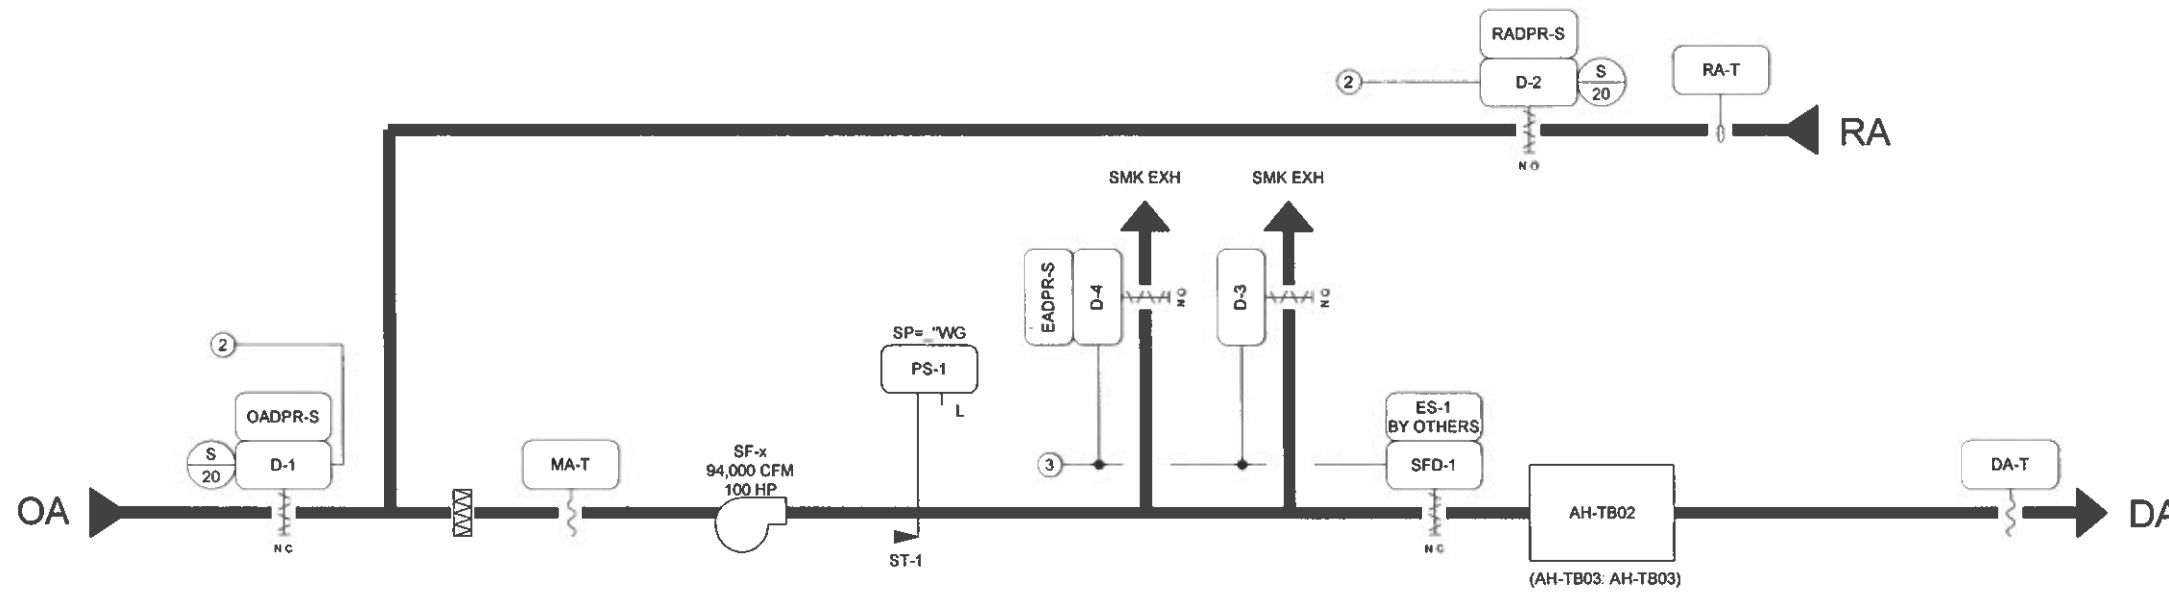 RADPR-S
2
D-2
S
20
RA-T
RA
NO
SMK EXH
SMK EXH
EADPR-S
D-4
NO
D-3
NO
2
SP=_"WG
PS-1
L
OADPR-S
S
20
D-1
MA-T
SF-x
94,000 CFM
100 HP
3
ES-1
BY OTHERS
SFD-1
DA-T
OA
AH-TB02
DA
NC
ST-1
NC
(AH-TB03: AH-TB03)